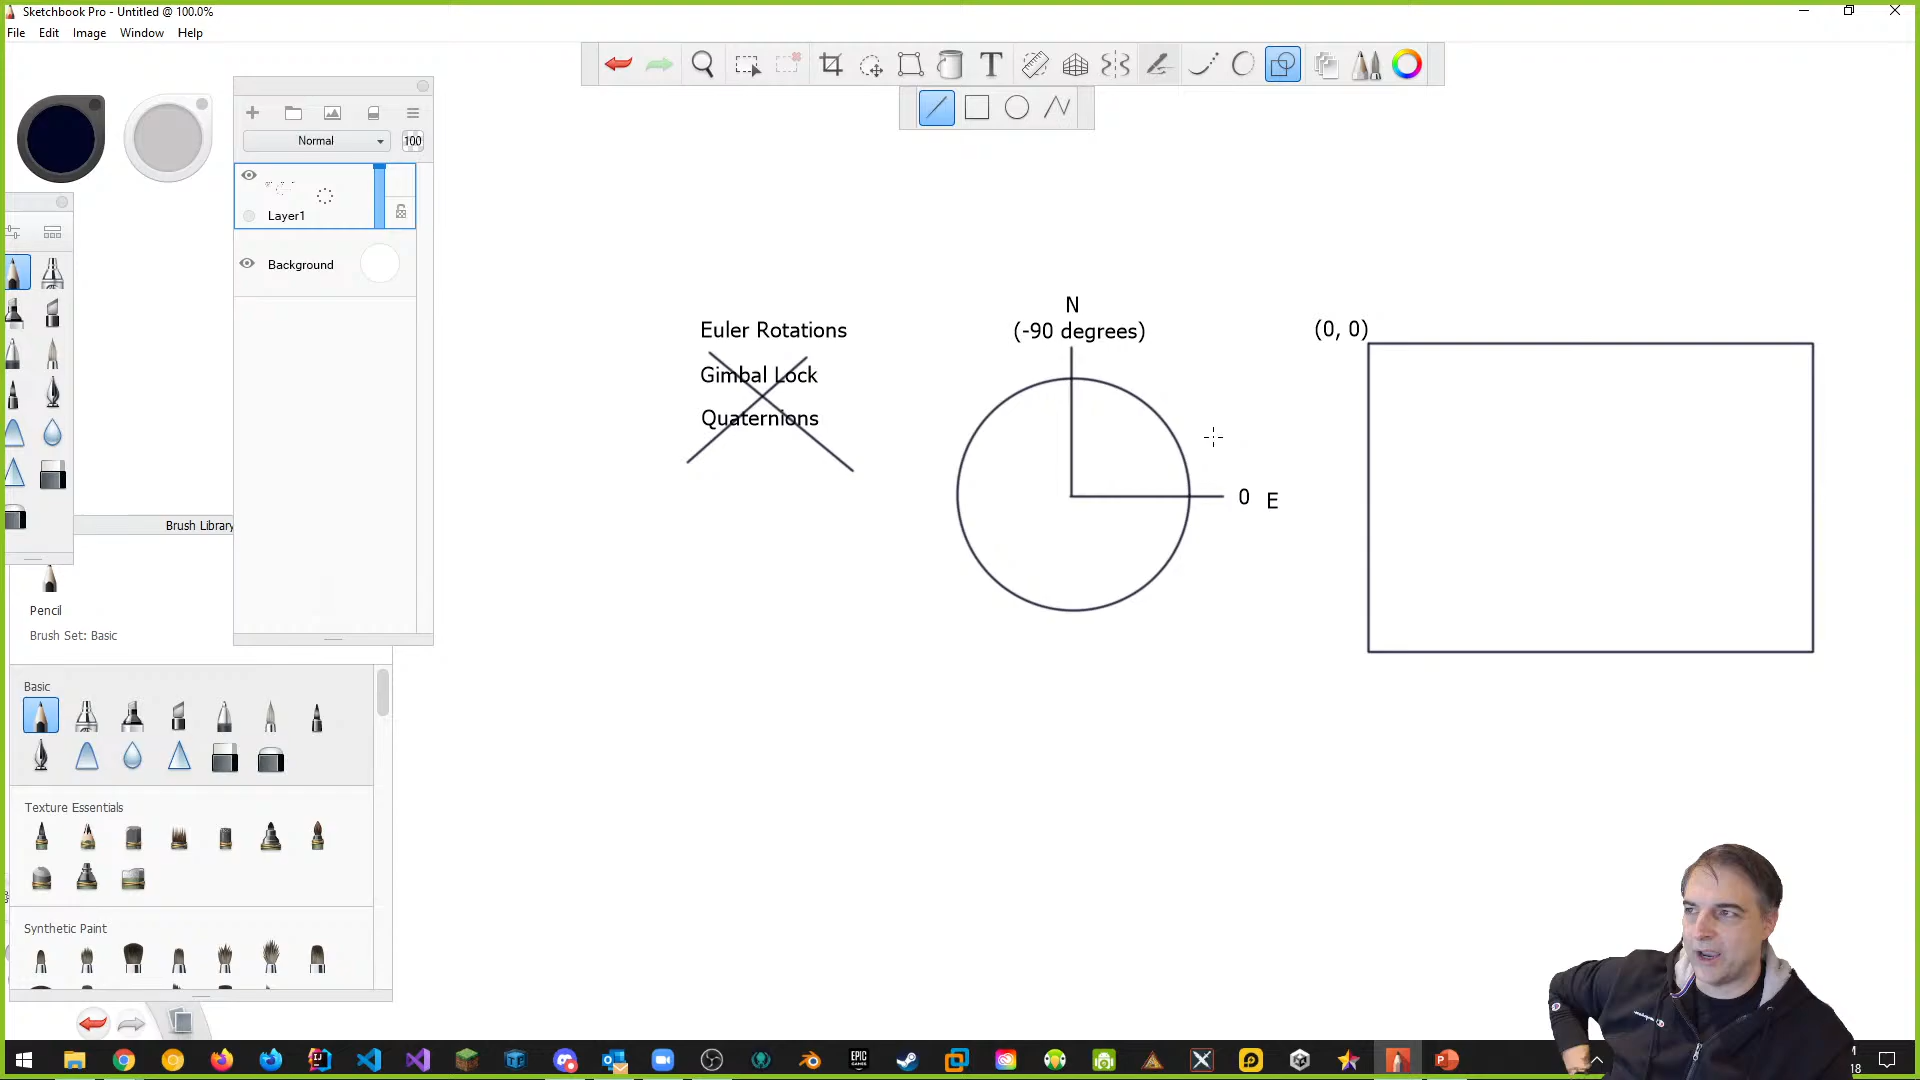 Sketchbook Pro - Untitled @ 100.0%
File Edit Image Window Help
Normal
100
Layer1
Background
Brush Library
Pencil
Brush Set: Basic
Basic
Texture Essentials
Synthetic Paint
Euler Rotations
Gimbal Lock
Quaternions
N
(-90 degrees)
0 E
(0, 0)